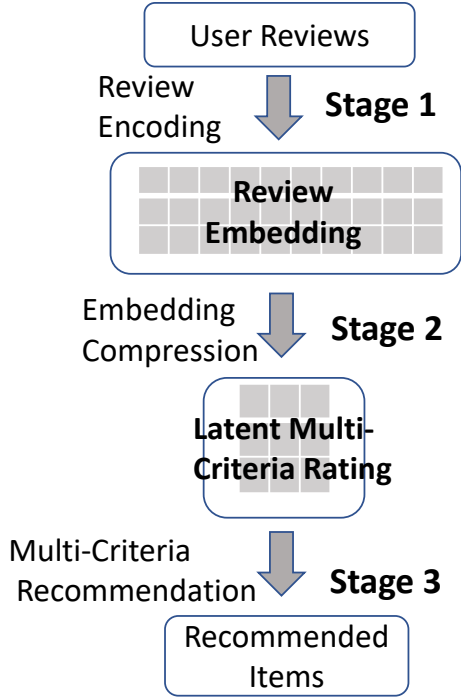 User Reviews
Review
Encoding
Stage 1
Review
Embedding
Embedding
Compression
Stage 2
Latent Multi-
Criteria Rating
Multi-Criteria
Recommendation
Stage 3
Recommended
Items